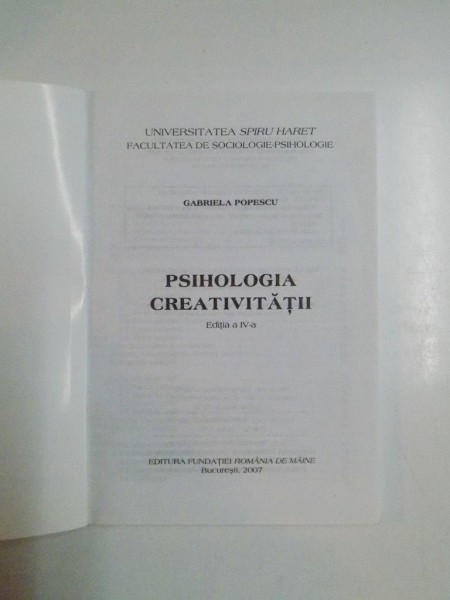 UNIVERSITATEA SPIRU HARET
FACULTATEA DE SOCIOLOGIE-PSIHOLOGIE
GABRIELA POPESCU
PSIHOLOGIA
CREATIVITĂȚII
Ediția a IV-a
EDITURA FUNDAȚIEI ROMÂNIA DE MÂINE
București, 2007